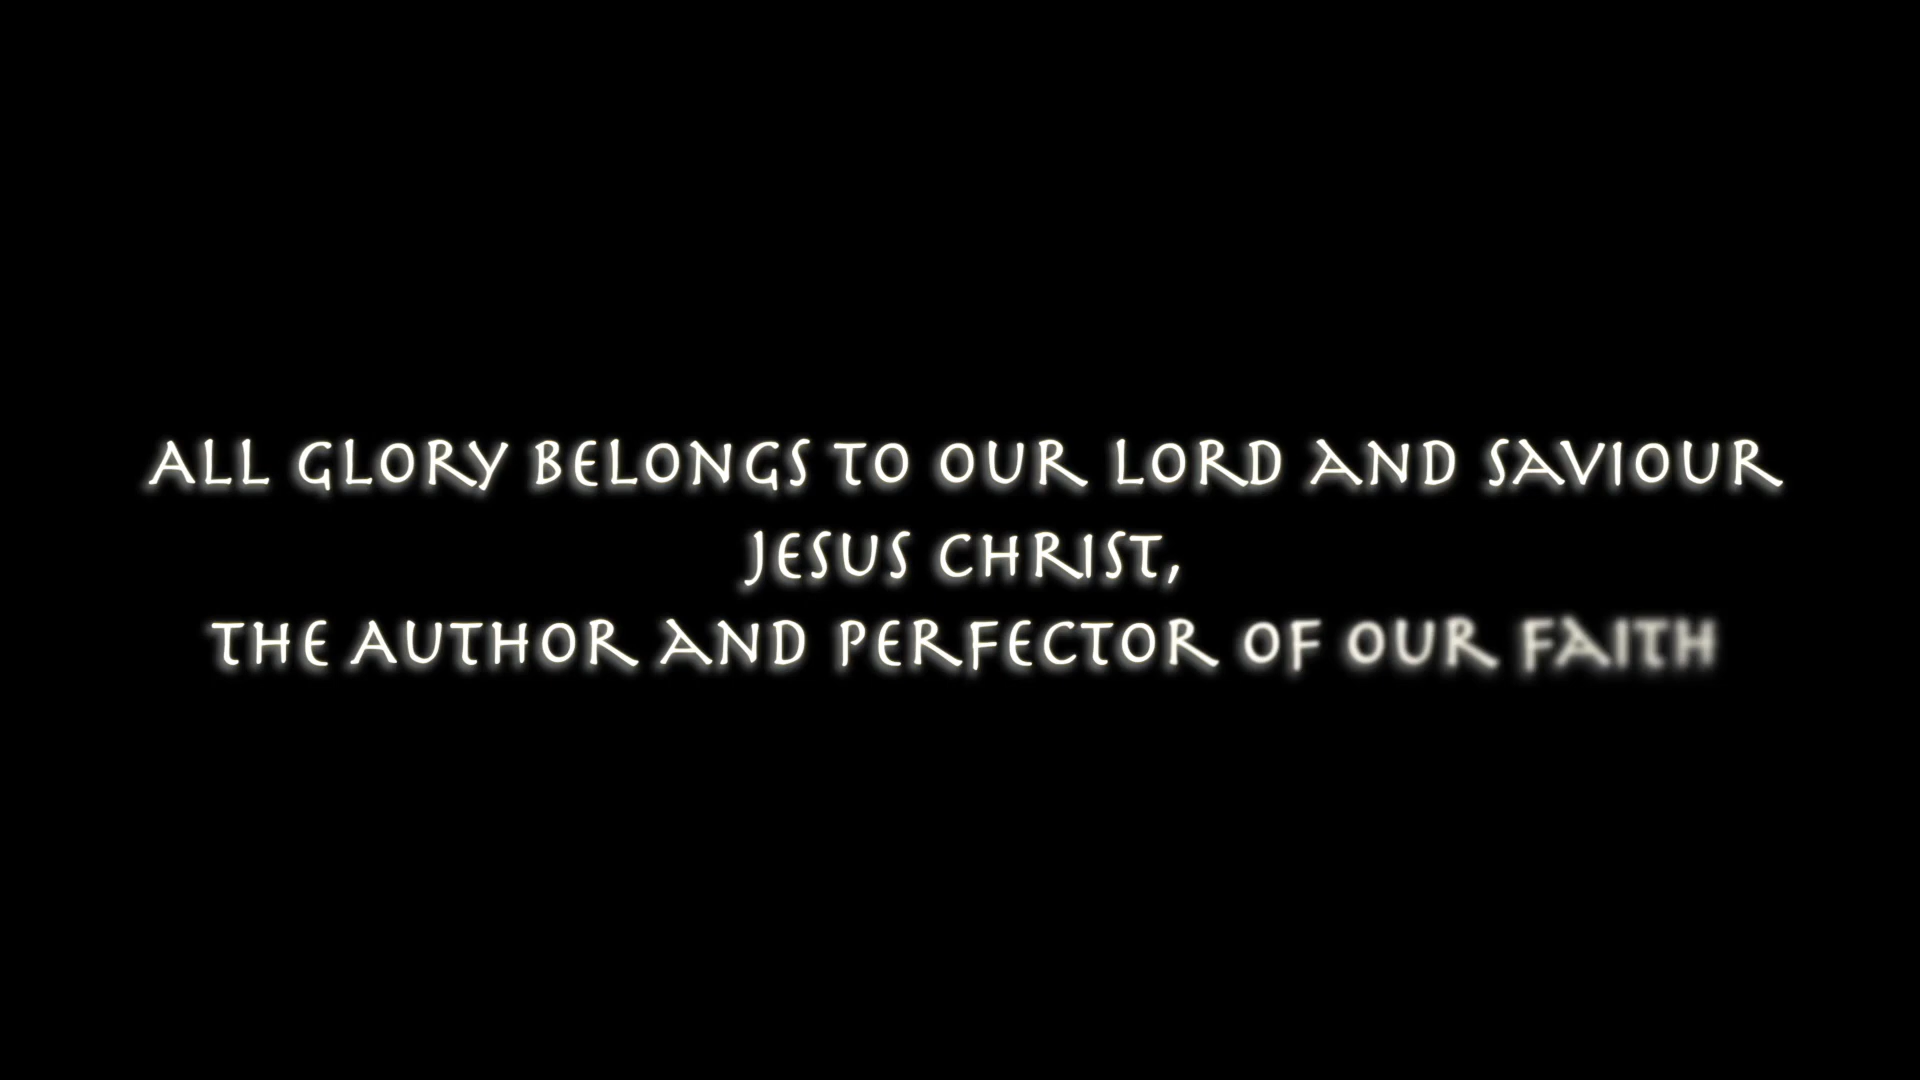 ALL GLORY BELONGS TO OUR LORD AND SAVIOUR
JESUS CHRIST,
THE AUTHOR AND PERFECTOR OF OUR FAITH